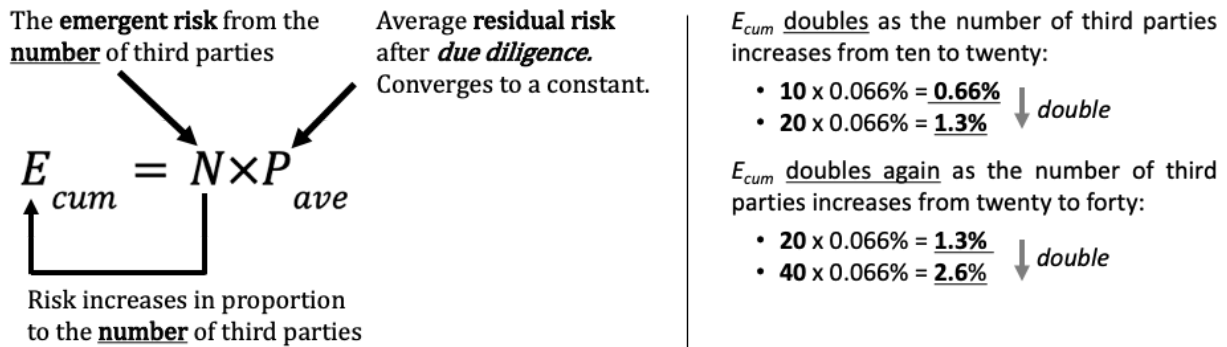 The emergent risk from the
number of third parties
Average residual risk
after due diligence.
Converges to a constant.
E cum = N×P ave
Risk increases in proportion
to the number of third parties
Ecum doubles as the number of third parties
increases from ten to twenty:
• 10 x 0.066% = 0.66%
• 20 x 0.066% = 1.3%
double
Ecum doubles again as the number of third
parties increases from twenty to forty:
• 20 x 0.066% = 1.3%
• 40 x 0.066% = 2.6%
double